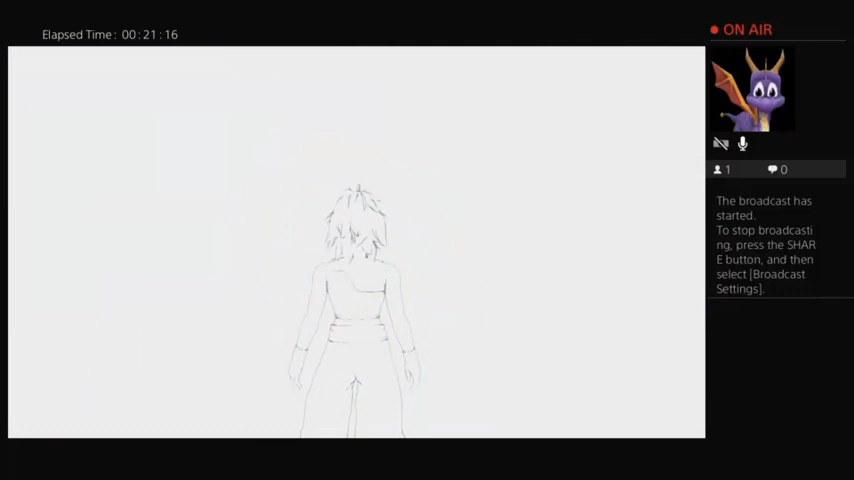 Elapsed Time: 00:21:16
ON AIR
1 0
The broadcast has
started.
To stop broadcasti
ng, press the SHAR
E button, and then
select [Broadcast
Settings].